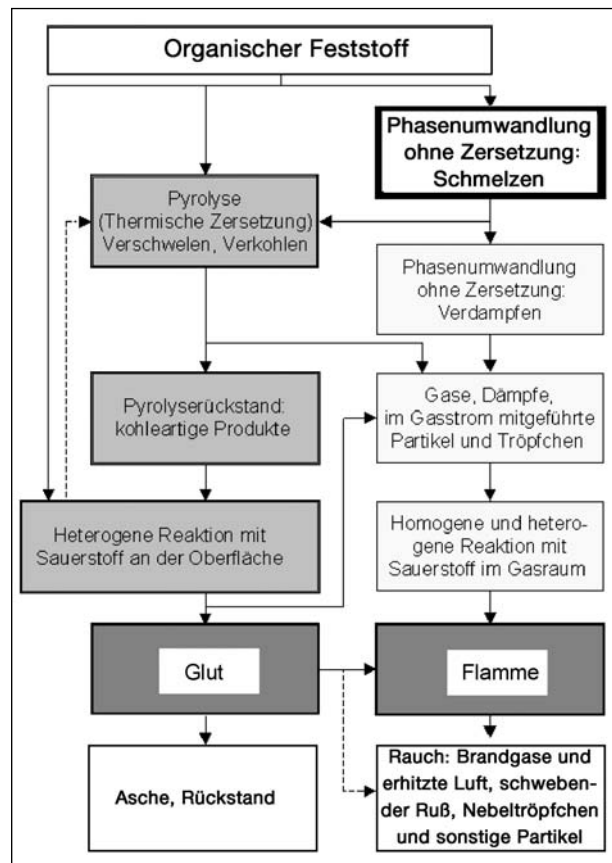 Organischer Feststoff
Phasenumwandlung
ohne Zersetzung:
Schmelzen
Pyrolyse
(Thermische Zersetzung)
Verschwelen, Verkohlen
Phasenumwandlung
ohne Zersetzung:
Verdampfen
Pyrolyserückstand:
kohleartige Produkte
Gase, Dämpfe,
im Gasstrom mitgeführte
Partikel und Tröpfchen
Heterogene Reaktion mit
Sauerstoff an der Oberfläche
Homogene und hetero-
gene Reaktion mit
Sauerstoff im Gasraum
Glut
Flamme
Asche, Rückstand
Rauch: Brandgase und
erhitzte Luft, schweben-
der Ruß, Nebeltröpfchen
und sonstige Partikel